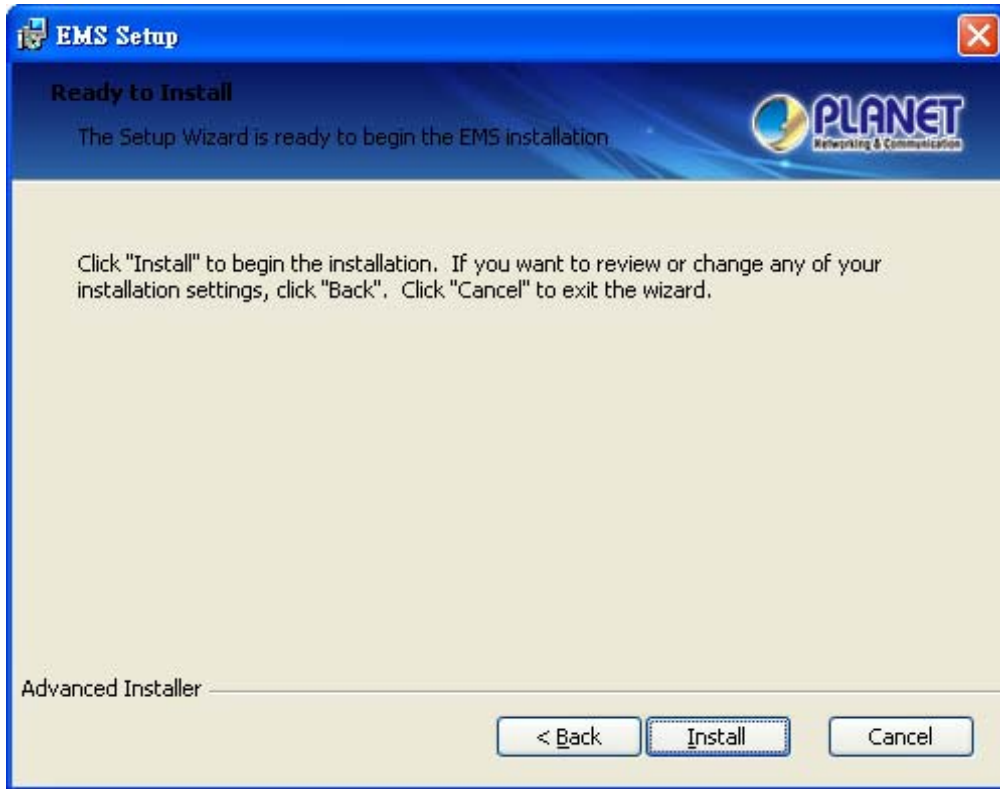 EMS Setup
Ready to Install
The Setup Wizard is ready to begin the EMS installation
PLANET
Networking & Communication
Click "Install" to begin the installation.  If you want to review or change any of your
installation settings, click "Back".  Click "Cancel" to exit the wizard.
Advanced Installer
< Back
Install
Cancel